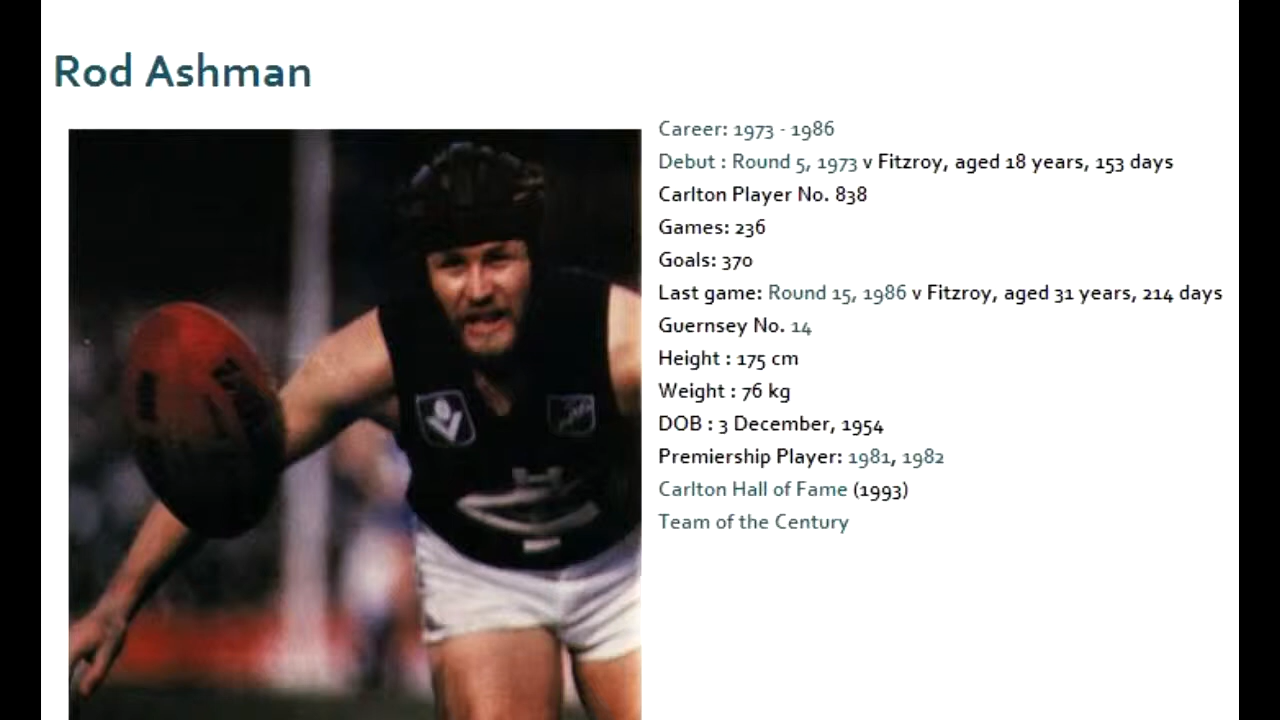 Rod Ashman
Career: 1973 - 1986
Debut : Round 5, 1973 v Fitzroy, aged 18 years, 153 days
Carlton Player No. 838
Games: 236
Goals: 370
Last game: Round 15, 1986 v Fitzroy, aged 31 years, 214 days
Guernsey No. 14
Height : 175 cm
Weight : 76 kg
DOB : 3 December, 1954
Premiership Player: 1981, 1982
Carlton Hall of Fame (1993)
Team of the Century